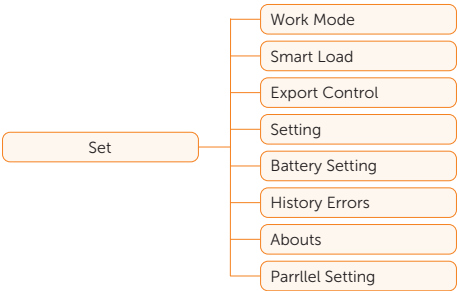 Set
Work Mode
Smart Load
Export Control
Setting
Battery Setting
History Errors
Abouts
Parrllel Setting